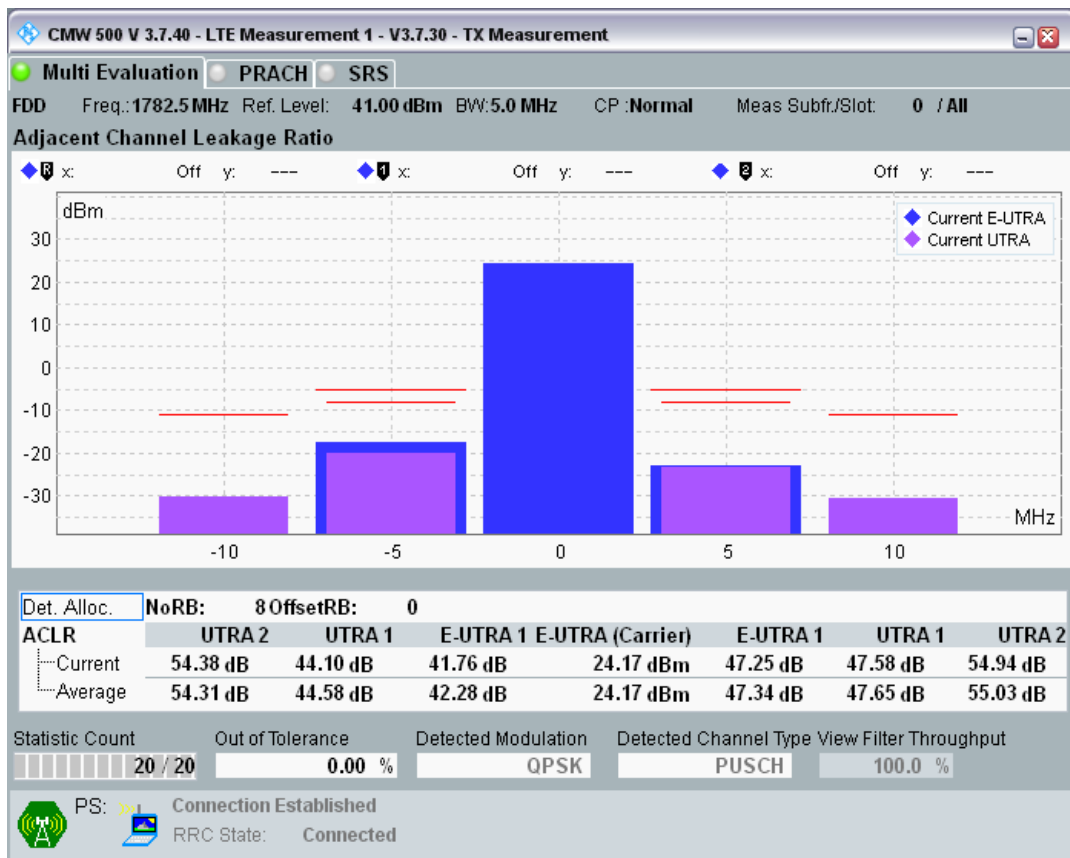 CMW 500 V 3.7.40 - LTE Measurement 1 - V3.7.30 - TX Measurement
Multi Evaluation PRACH SRS
FDD Freq.: 1782.5 MHz Ref. Level: 41.00 dBm BW: 5.0 MHz CP : Normal Meas Subfr./Slot: 0 / All
Adjacent Channel Leakage Ratio
R x: Off y: --- 1 x: Off y: --- 2 x: Off y: ---
dBm
Current E-UTRA
Current UTRA
30
20
10
0
-10
-20
-30
MHz
-10 -5 0 5 10
Det. Alloc. NoRB: 8 OffsetRB: 0
ACLR UTRA 2 UTRA 1 E-UTRA 1 E-UTRA (Carrier) E-UTRA 1 UTRA 1 UTRA 2
Current 54.38 dB 44.10 dB 41.76 dB 24.17 dBm 47.25 dB 47.58 dB 54.94 dB
Average 54.31 dB 44.58 dB 42.28 dB 24.17 dBm 47.34 dB 47.65 dB 55.03 dB
Statistic Count Out of Tolerance Detected Modulation Detected Channel Type View Filter Throughput
20 / 20 0.00 % QPSK PUSCH 100.0 %
PS: Connection Established
RRC State: Connected